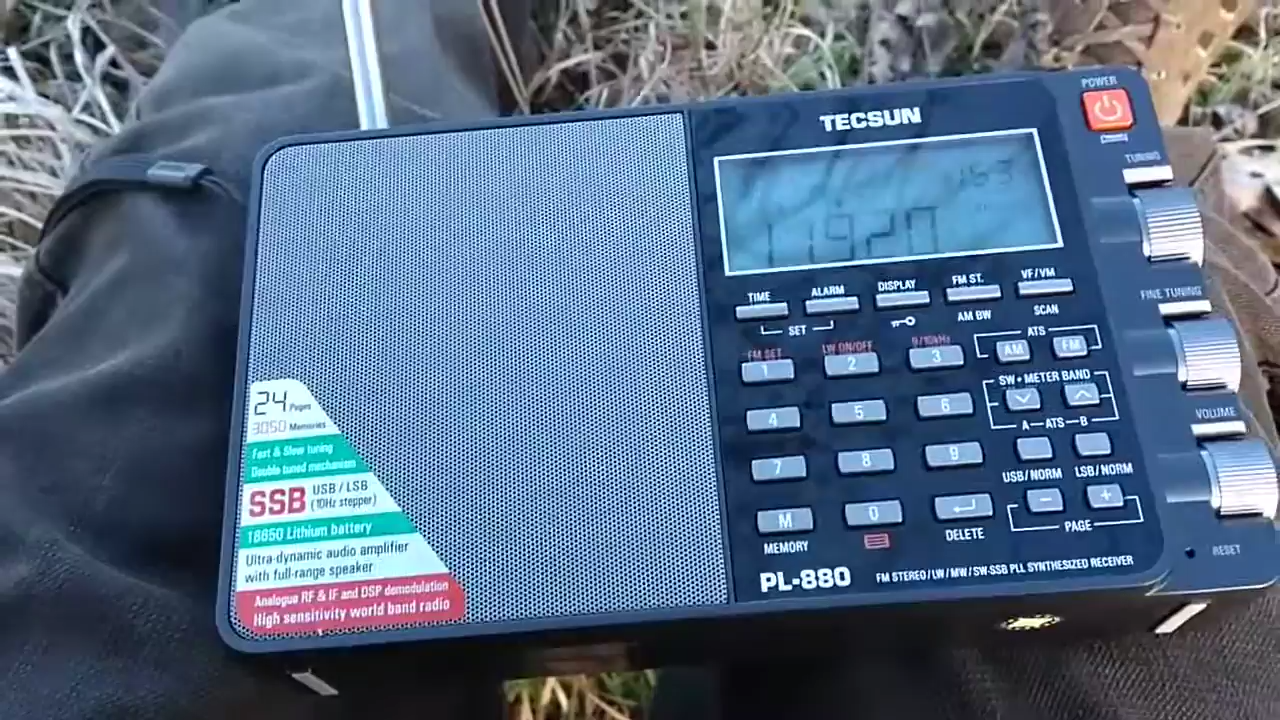 POWER
TECSUN
TUNING
11920
TIME
ALARM
DISPLAY
FM ST.
VF/VM
SET
AM BW
SCAN
FINE TUNING
FM SET
LW ON/OFF
9/10kHz
ATS
1
2
3
AM
FM
SW • METER BAND
4
5
6
A—ATS—B
VOLUME
7
8
9
USB/NORM
LSB/NORM
M
0
−
+
MEMORY
DELETE
PAGE
RESET
PL-880
FM STEREO/LW/MW/SW-SSB PLL SYNTHESIZED RECEIVER
24 Pages
3050 Memories
Fast & Slow tuning
Double tuned mechanism
SSB USB / LSB
(10Hz stepper)
18650 Lithium battery
Ultra-dynamic audio amplifier
with full-range speaker
Analogue RF & IF and DSP demodulation
High sensitivity world band radio